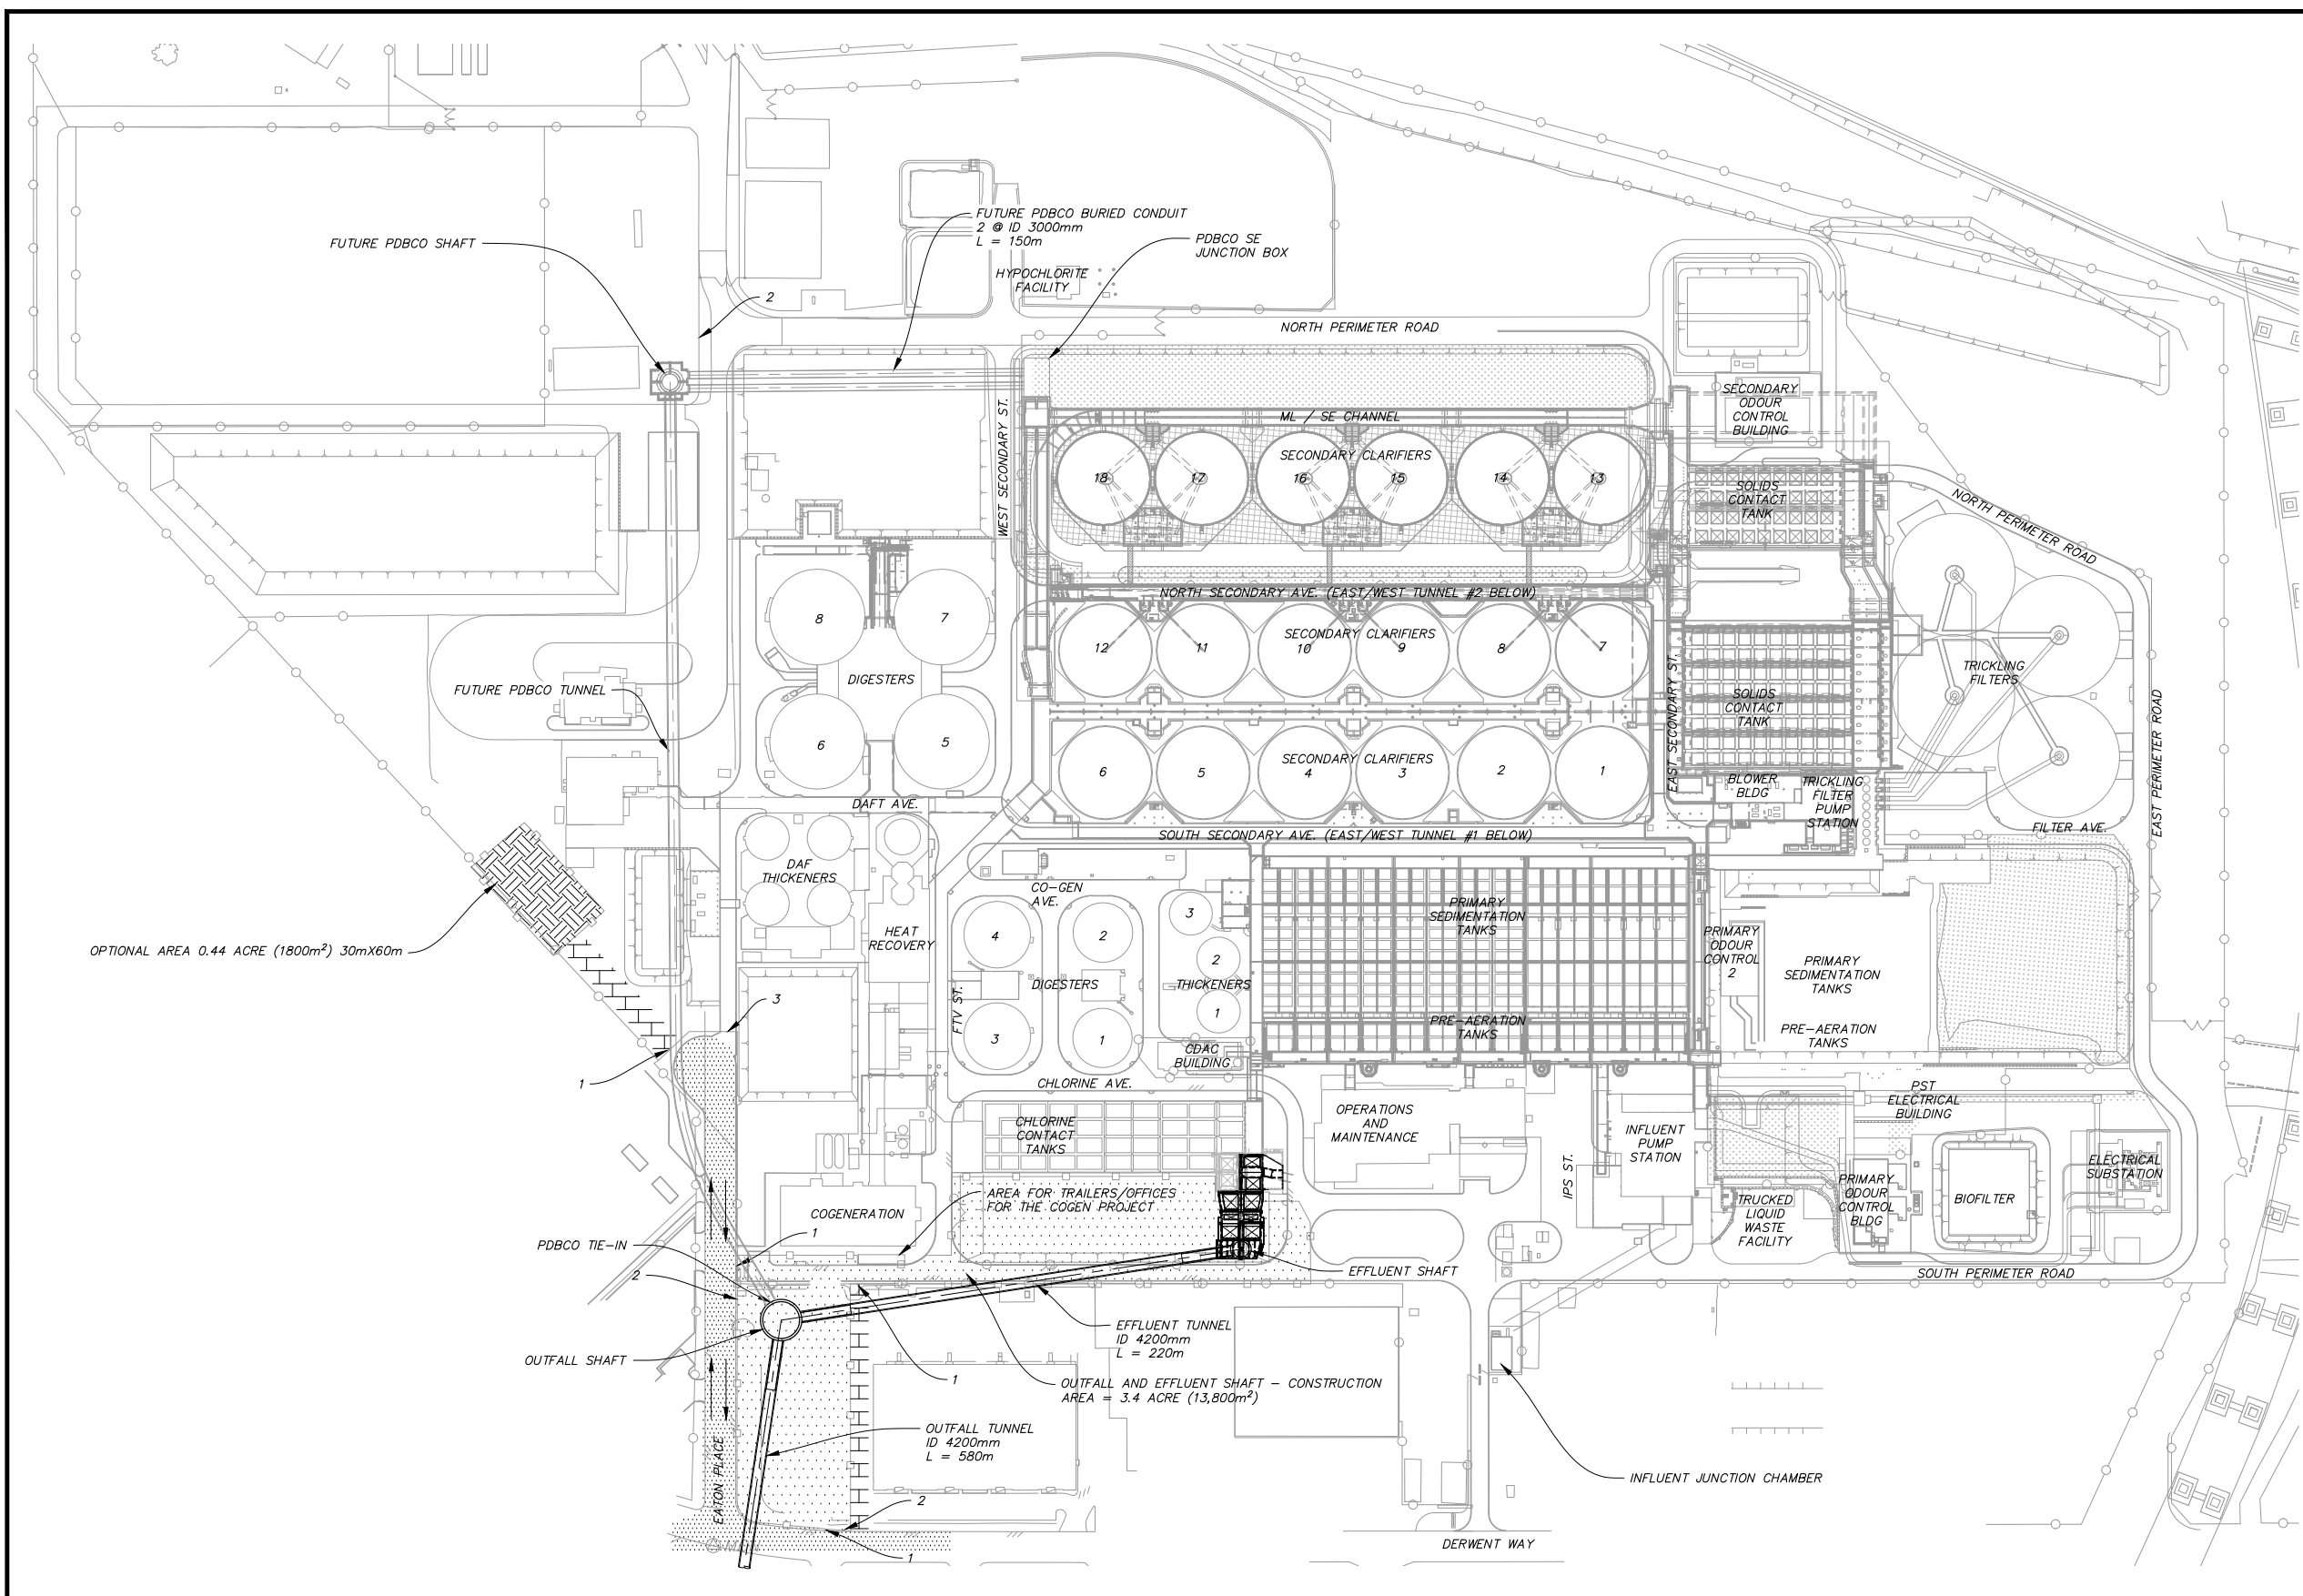 FUTURE PDBCO BURIED CONDUIT
2 @ ID 3000mm
L = 150m
FUTURE PDBCO SHAFT
PDBCO SE
JUNCTION BOX
HYPOCHLORITE
FACILITY
2
NORTH PERIMETER ROAD
WEST SECONDARY ST.
ML / SE CHANNEL
SECONDARY
ODOUR
CONTROL
BUILDING
SECONDARY CLARIFIERS
18
17
16
15
14
13
SOLIDS
CONTACT
TANK
NORTH PERIMETER ROAD
NORTH SECONDARY AVE. (EAST/WEST TUNNEL #2 BELOW)
8
7
SECONDARY CLARIFIERS
12
11
10
9
8
7
DIGESTERS
FUTURE PDBCO TUNNEL
EAST SECONDARY ST.
TRICKLING
FILTERS
SOLIDS
CONTACT
TANK
EAST PERIMETER ROAD
6
5
SECONDARY CLARIFIERS
6
5
4
3
2
1
BLOWER
BLDG
TRICKLING
FILTER
PUMP
STATION
DAFT AVE.
SOUTH SECONDARY AVE. (EAST/WEST TUNNEL #1 BELOW)
FILTER AVE.
DAF
THICKENERS
CO-GEN
AVE.
HEAT
RECOVERY
4
2
3
2
1
DIGESTERS
THICKENERS
3
1
FTV ST.
PRIMARY
SEDIMENTATION
TANKS
PRIMARY
ODOUR
CONTROL
2
PRIMARY
SEDIMENTATION
TANKS
OPTIONAL AREA 0.44 ACRE (1800m²) 30mX60m
3
PRE-AERATION
TANKS
PRE-AERATION
TANKS
CDAC
BUILDING
1
CHLORINE AVE.
PST
ELECTRICAL
BUILDING
CHLORINE
CONTACT
TANKS
OPERATIONS
AND
MAINTENANCE
INFLUENT
PUMP
STATION
IPS ST.
ELECTRICAL
SUBSTATION
AREA FOR TRAILERS/OFFICES
FOR THE COGEN PROJECT
COGENERATION
TRUCKED
LIQUID
WASTE
FACILITY
PRIMARY
ODOUR
CONTROL
BLDG
BIOFILTER
1
PDBCO TIE-IN
2
EFFLUENT SHAFT
SOUTH PERIMETER ROAD
EFFLUENT TUNNEL
ID 4200mm
L = 220m
OUTFALL SHAFT
1
OUTFALL AND EFFLUENT SHAFT - CONSTRUCTION
AREA = 3.4 ACRE (13,800m²)
OUTFALL TUNNEL
ID 4200mm
L = 580m
EATON PLACE
INFLUENT JUNCTION CHAMBER
2
1
DERWENT WAY